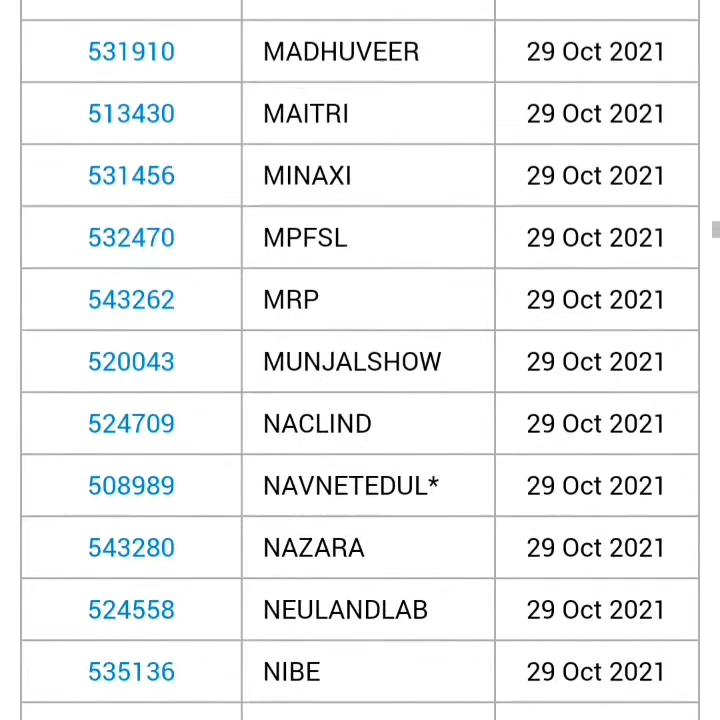 531910 MADHUVEER 29 Oct 2021
513430 MAITRI 29 Oct 2021
531456 MINAXI 29 Oct 2021
532470 MPFSL 29 Oct 2021
543262 MRP 29 Oct 2021
520043 MUNJALSHOW 29 Oct 2021
524709 NACLIND 29 Oct 2021
508989 NAVNETEDUL* 29 Oct 2021
543280 NAZARA 29 Oct 2021
524558 NEULANDLAB 29 Oct 2021
535136 NIBE 29 Oct 2021